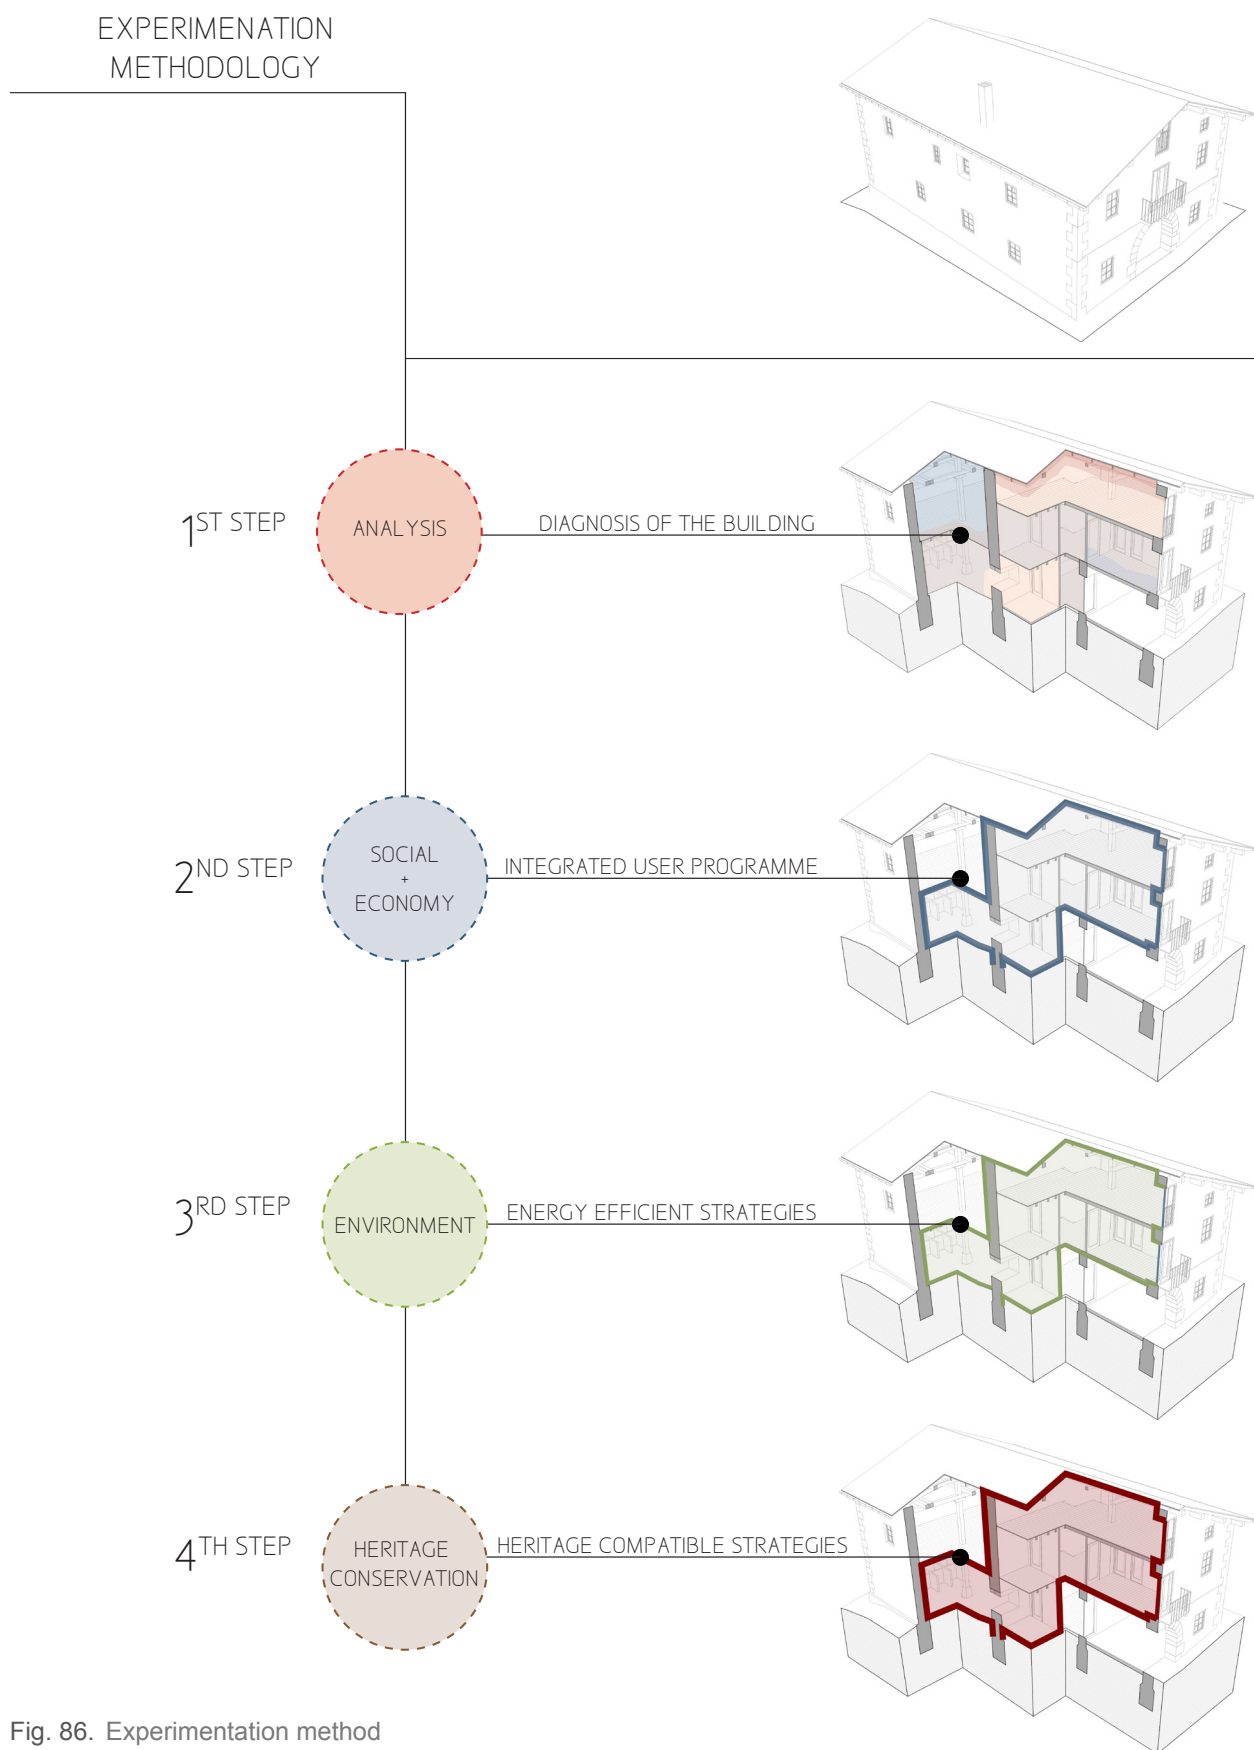 EXPERIMENATION
METHODOLOGY
1ST STEP
ANALYSIS
DIAGNOSIS OF THE BUILDING
2ND STEP
SOCIAL
+
ECONOMY
INTEGRATED USER PROGRAMME
3RD STEP
ENVIRONMENT
ENERGY EFFICIENT STRATEGIES
4TH STEP
HERITAGE
CONSERVATION
HERITAGE COMPATIBLE STRATEGIES
Fig. 86. Experimentation method